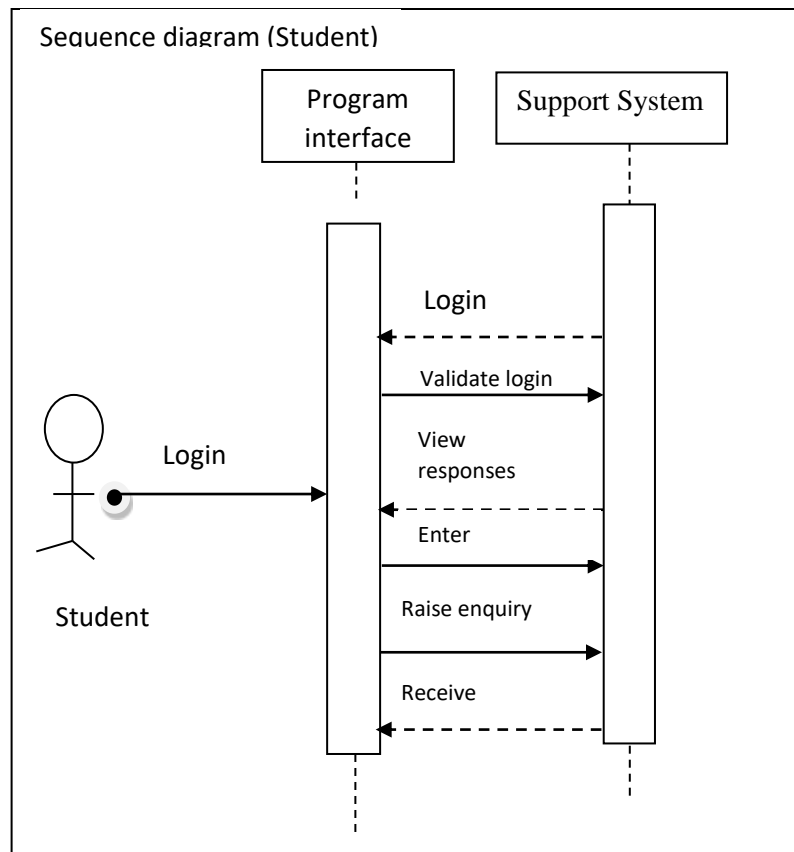 Sequence diagram (Student)
Program
interface
Support System
Login
Validate login
View
responses
Login
Enter
Raise enquiry
Student
Receive